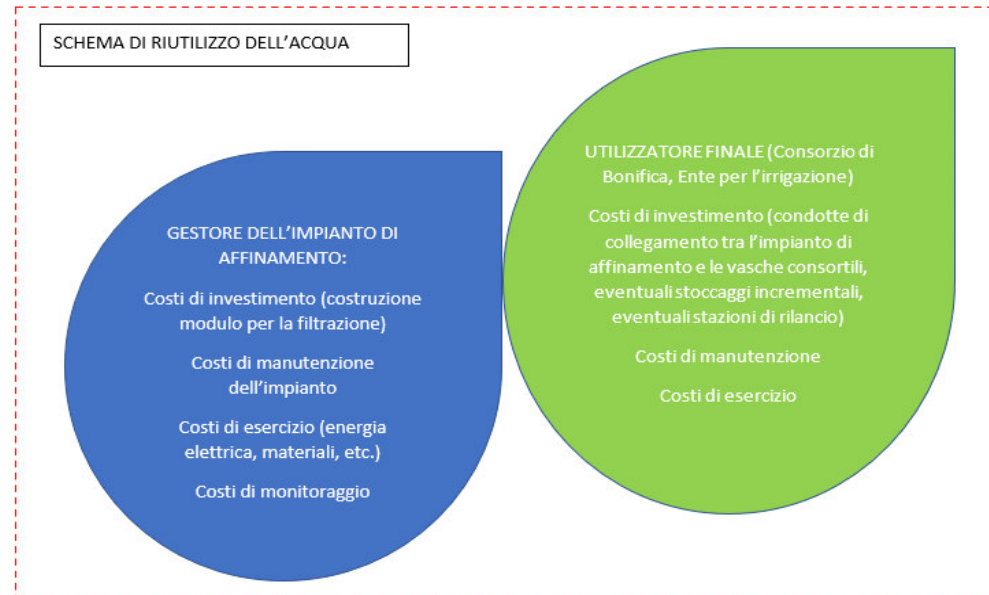 SCHEMA DI RIUTILIZZO DELL’ACQUA
GESTORE DELL’IMPIANTO DI
AFFINAMENTO:
Costi di investimento (costruzione
modulo per la filtrazione)
Costi di manutenzione
dell’impianto
Costi di esercizio (energia
elettrica, materiali, etc.)
Costi di monitoraggio
UTILIZZATORE FINALE (Consorzio di
Bonifica, Ente per l’irrigazione)
Costi di investimento (condotte di
collegamento tra l’impianto di
affinamento e le vasche consortili,
eventuali stoccaggi incrementali,
eventuali stazioni di rilancio)
Costi di manutenzione
Costi di esercizio